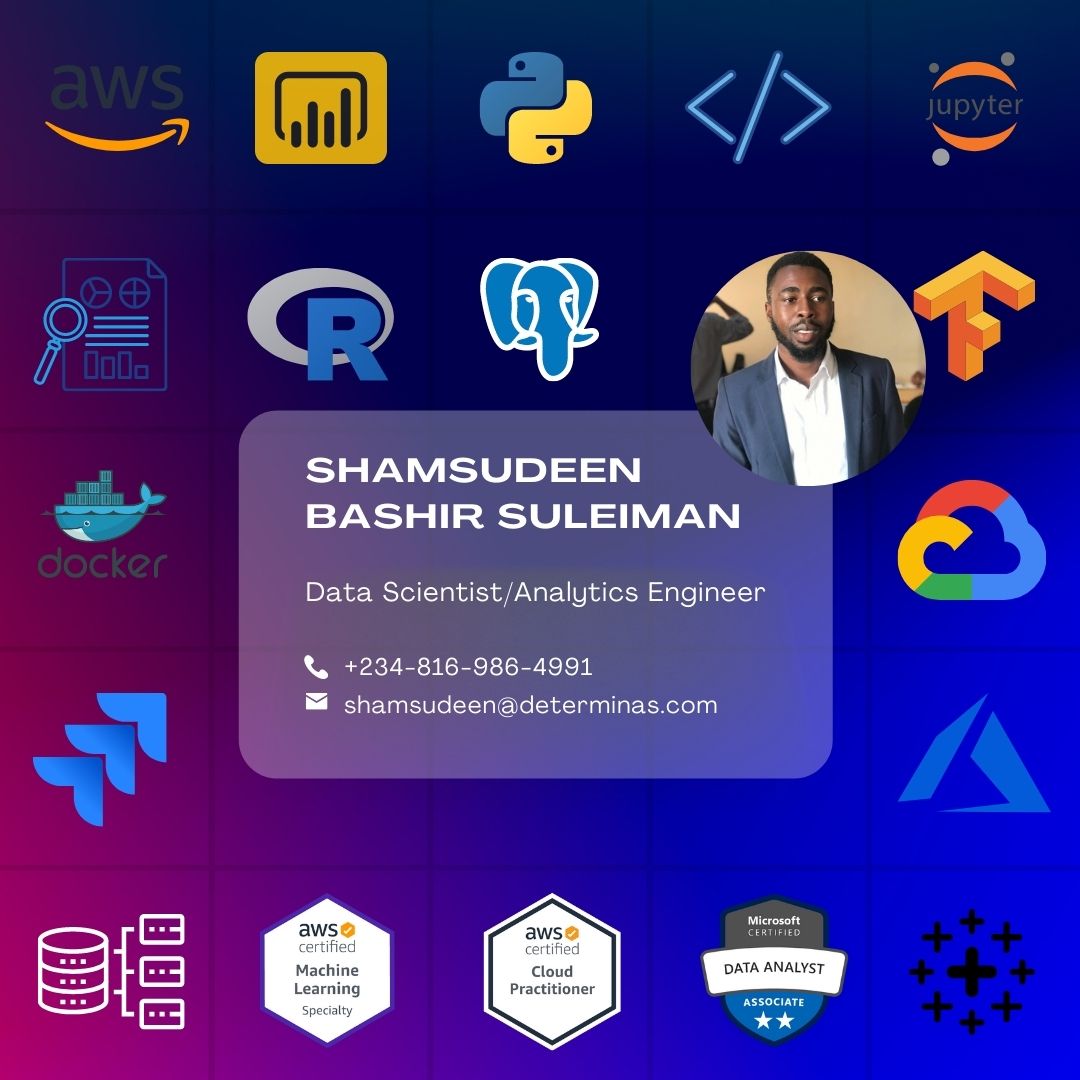 aws
jupyter
R
SHAMSUDEEN
BASHIR SULEIMAN
Data Scientist/Analytics Engineer
+234-816-986-4991
shamsudeen@determinas.com
docker
aws
certified
Machine
Learning
Specialty
aws
certified
Cloud
Practitioner
Microsoft
CERTIFIED
DATA ANALYST
ASSOCIATE